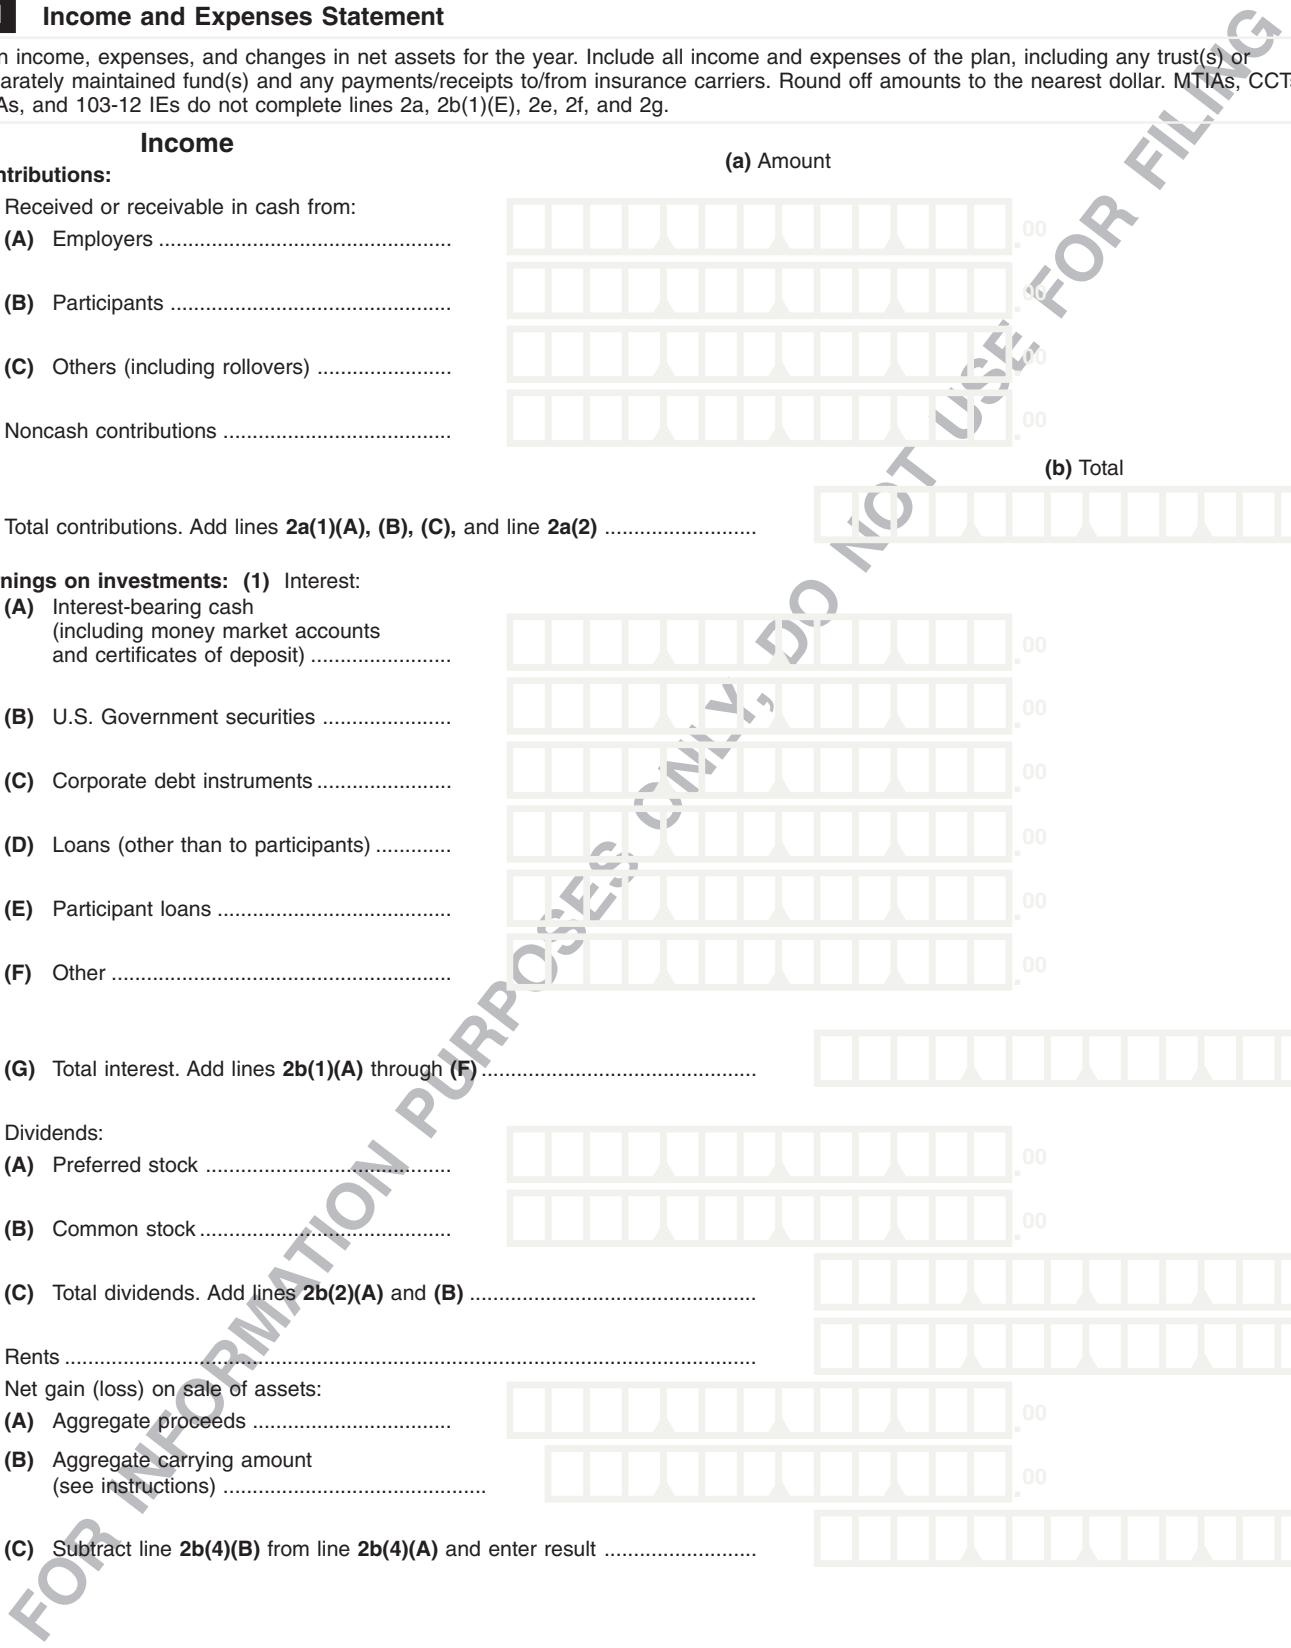 Income and Expenses Statement
income, expenses, and changes in net assets for the year. Include all income and expenses of the plan, including any trust(s) or
maintained fund(s) and any payments/receipts to/from insurance carriers. Round off amounts to the nearest dollar. MTIAs,
and 103-12 IEs do not complete lines 2a, 2b(1)(E), 2e, 2f, and 2g.
Income
(a) Amount
Received or receivable in cash from:
(A) Employers .00
(B) Participants .00
(C) Others (including rollovers) .00
Noncash contributions .00
(b) Total
Total contributions. Add lines 2a(1)(A), (B), (C), and line 2a(2)
on investments: (1) Interest:
(A) Interest-bearing cash
(including money market accounts
and certificates of deposit) .00
(B) U.S. Government securities .00
(C) Corporate debt instruments .00
(D) Loans (other than to participants) .00
(E) Participant loans .00
(F) Other .00
(G) Total interest. Add lines 2b(1)(A) through (F)
Dividends:
(A) Preferred stock .00
(B) Common stock .00
(C) Total dividends. Add lines 2b(2)(A) and (B)
Rents
Net gain (loss) on sale of assets:
(A) Aggregate proceeds .00
(B) Aggregate carrying amount
(see instructions) .00
(C) Subtract line 2b(4)(B) from line 2b(4)(A) and enter result
FOR INFORMATION PURPOSES ONLY, DO NOT USE FOR FILING